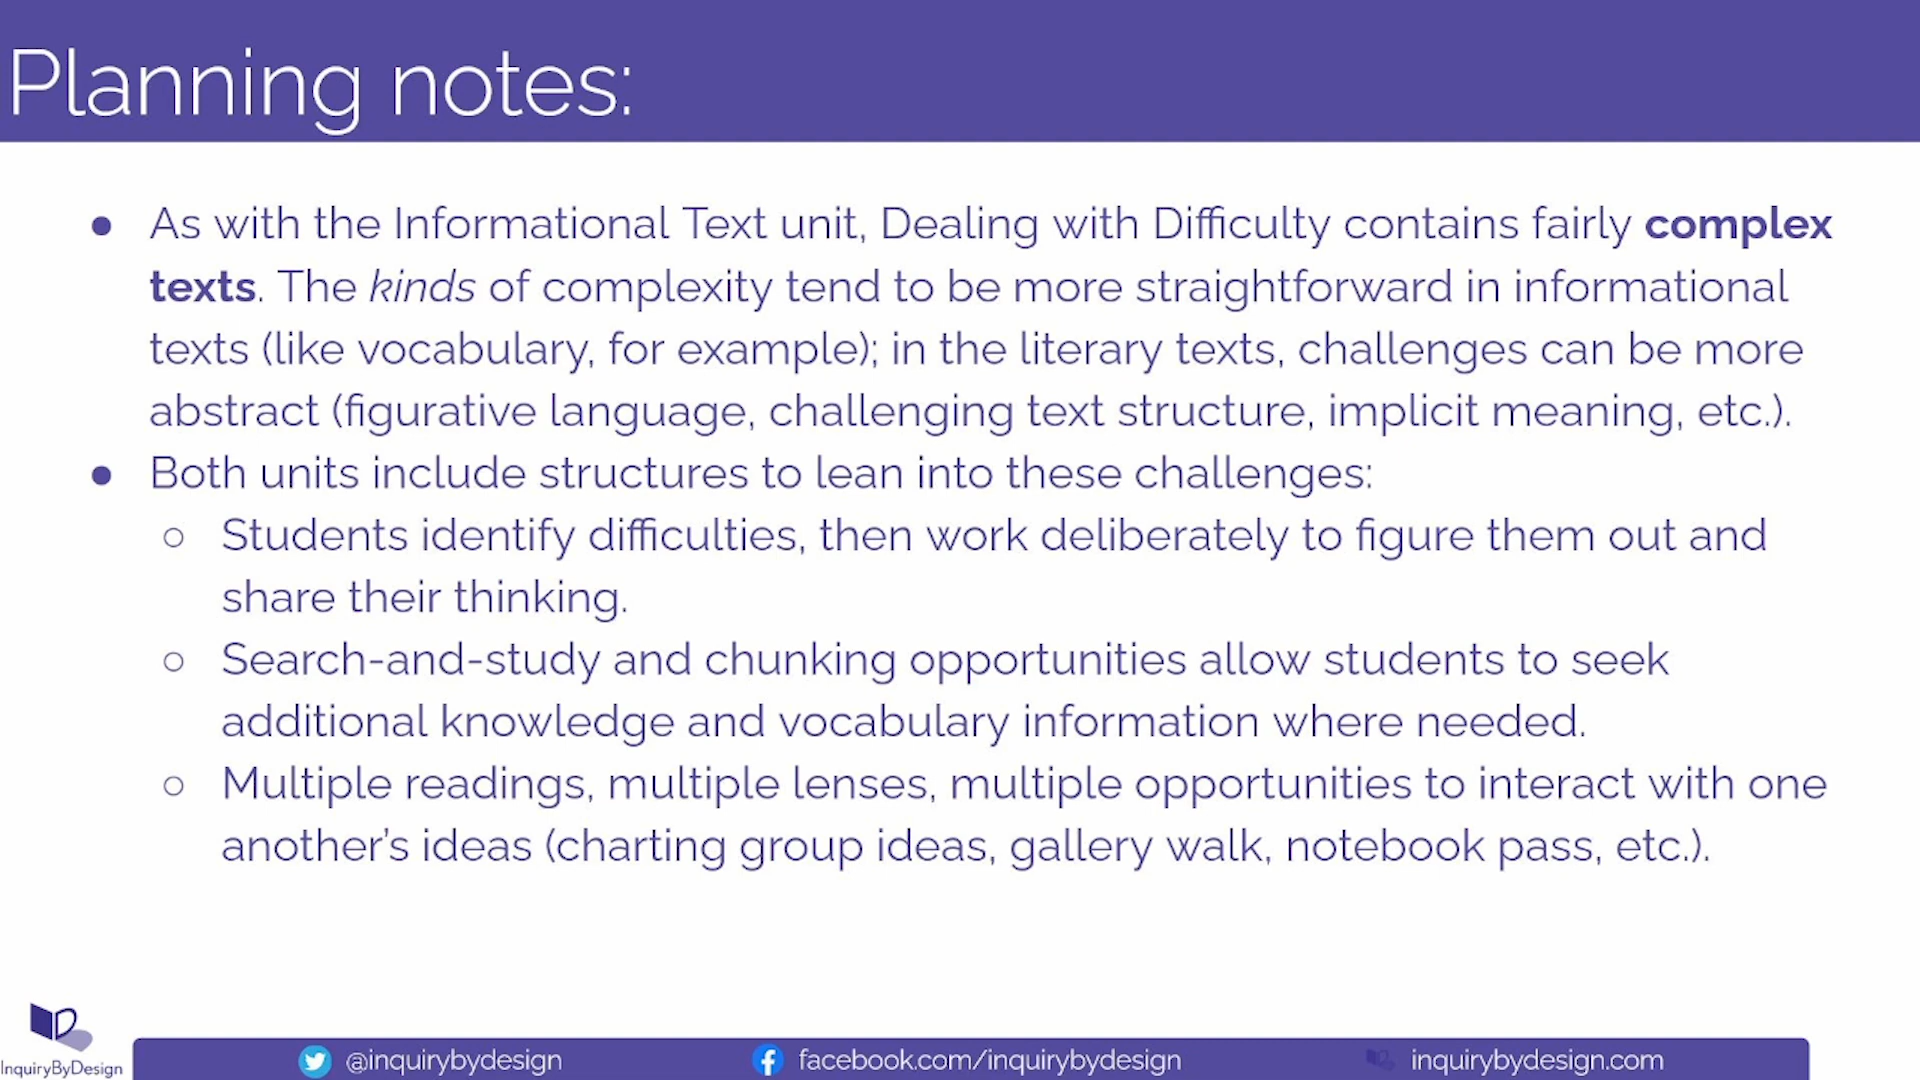 Planning notes:
● As with the Informational Text unit, Dealing with Difficulty contains fairly complex
texts. The kinds of complexity tend to be more straightforward in informational
texts (like vocabulary, for example); in the literary texts, challenges can be more
abstract (figurative language, challenging text structure, implicit meaning, etc.).
● Both units include structures to lean into these challenges:
○ Students identify difficulties, then work deliberately to figure them out and
share their thinking.
○ Search-and-study and chunking opportunities allow students to seek
additional knowledge and vocabulary information where needed.
○ Multiple readings, multiple lenses, multiple opportunities to interact with one
another's ideas (charting group ideas, gallery walk, notebook pass, etc.).
InquiryByDesign
@inquirybydesign
facebook.com/inquirybydesign
inquirybydesign.com